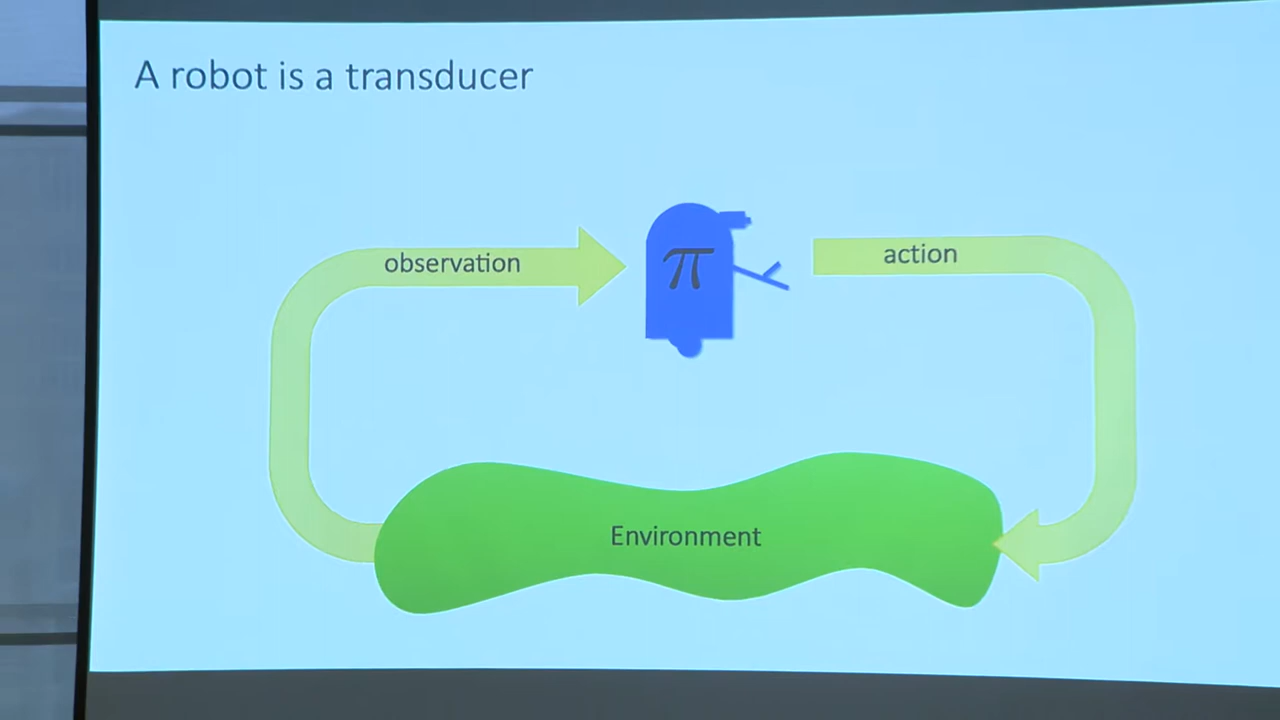 A robot is a transducer
observation
π
action
Environment